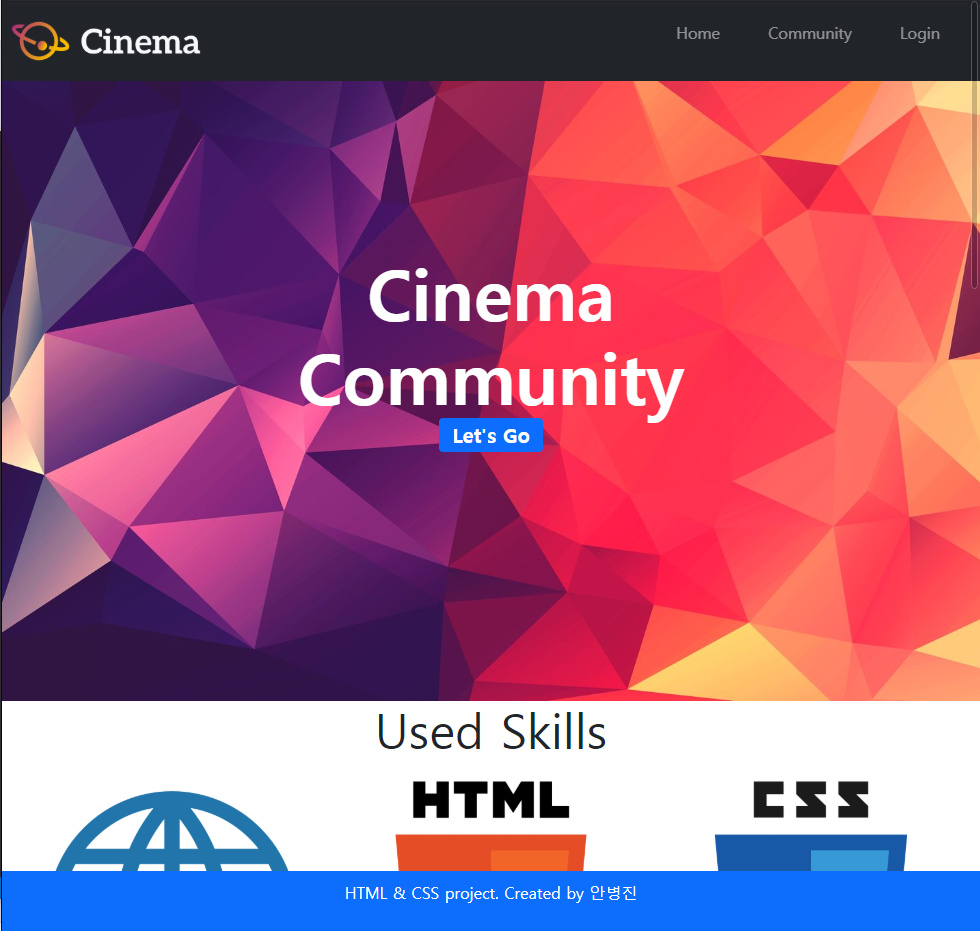 Cinema
Home Community Login
Cinema
Community
Let's Go
Used Skills
HTML
CSS
HTML & CSS project. Created by 안병진